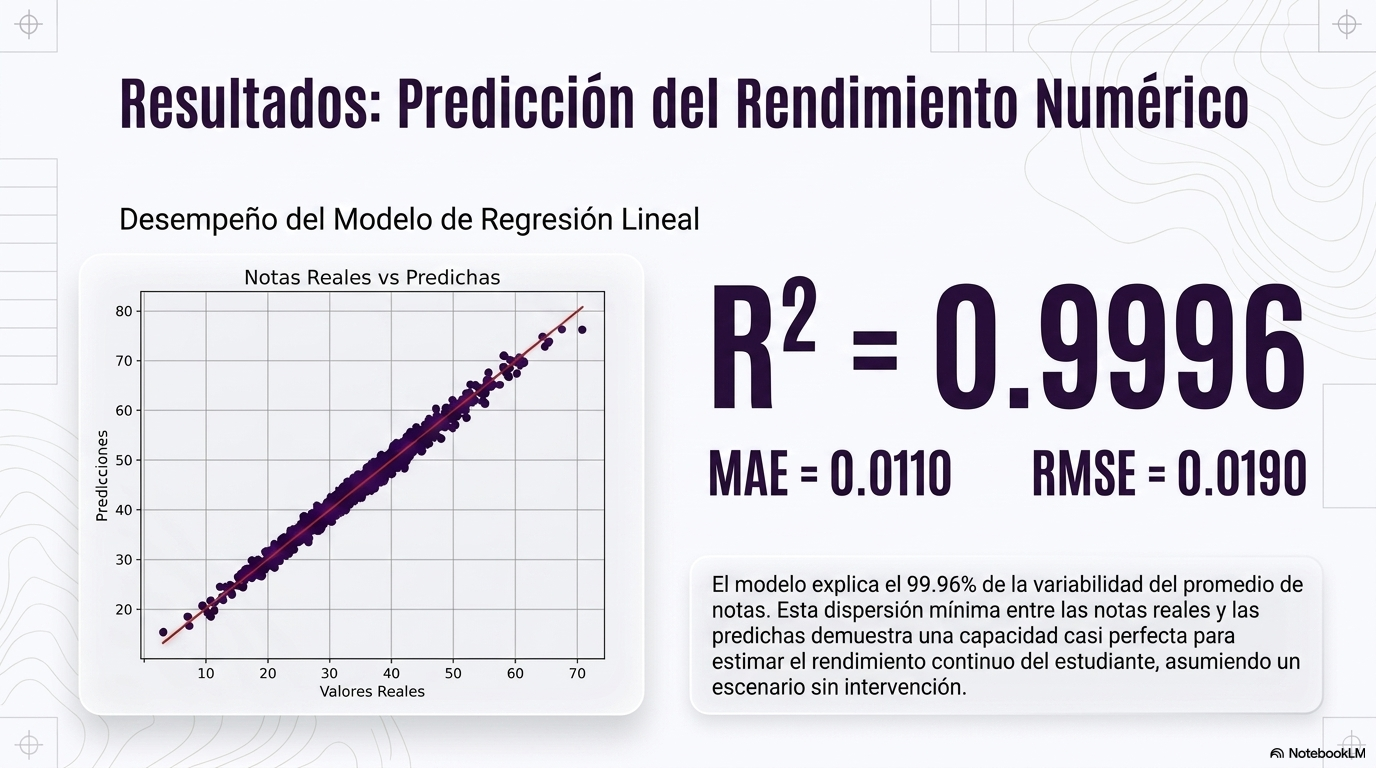 Resultados: Predicción del Rendimiento Numérico
Desempeño del Modelo de Regresión Lineal
Notas Reales vs Predichas
80
70
60
50
40
30
20
Predicciones
10 20 30 40 50 60 70
Valores Reales
R² = 0.9996
MAE = 0.0110 RMSE = 0.0190
El modelo explica el 99.96% de la variabilidad del promedio de
notas. Esta dispersión mínima entre las notas reales y las
predichas demuestra una capacidad casi perfecta para
estimar el rendimiento continuo del estudiante, asumiendo un
escenario sin intervención.
NotebookLM